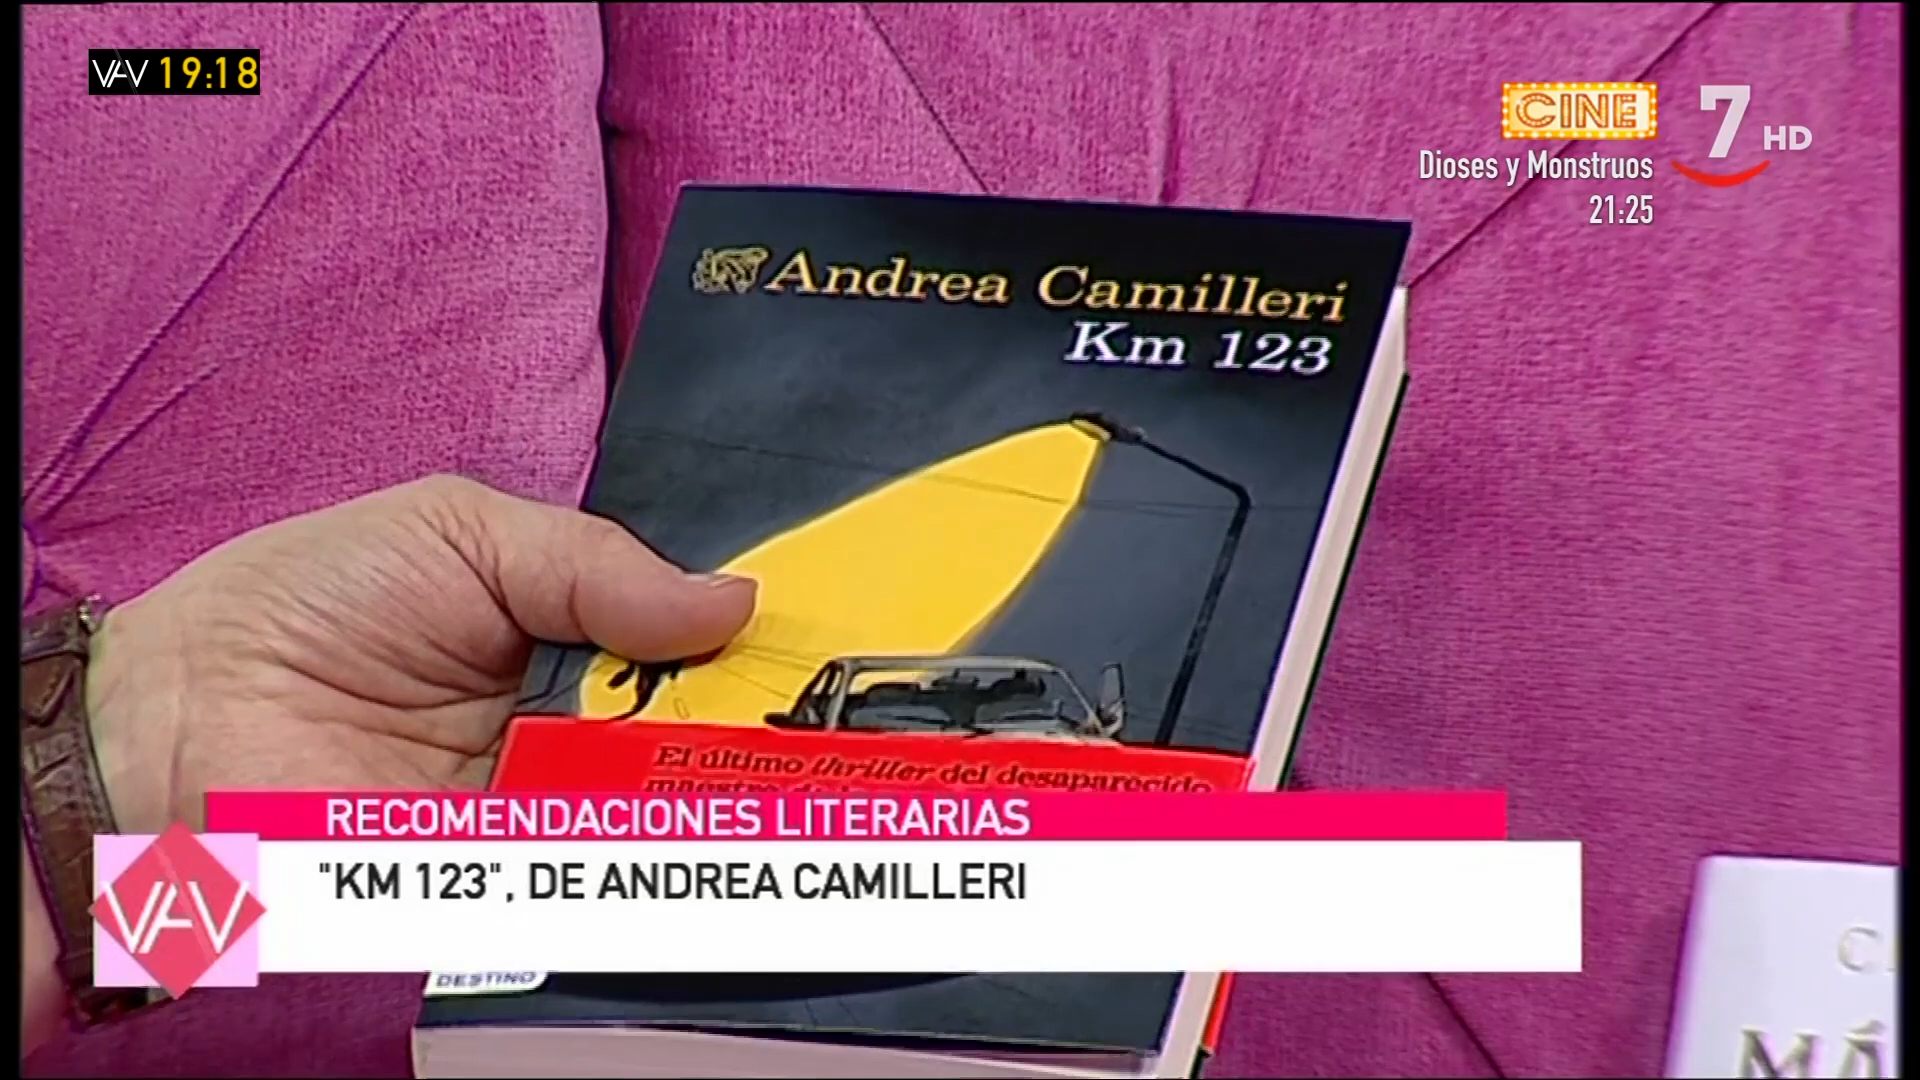 VAV 19:18
CINE
7 HD
Dioses y Monstruos
21:25
Andrea Camilleri
Km 123
El último thriller del desaparecido
RECOMENDACIONES LITERARIAS
"KM 123", DE ANDREA CAMILLERI
VAV
DESTINO